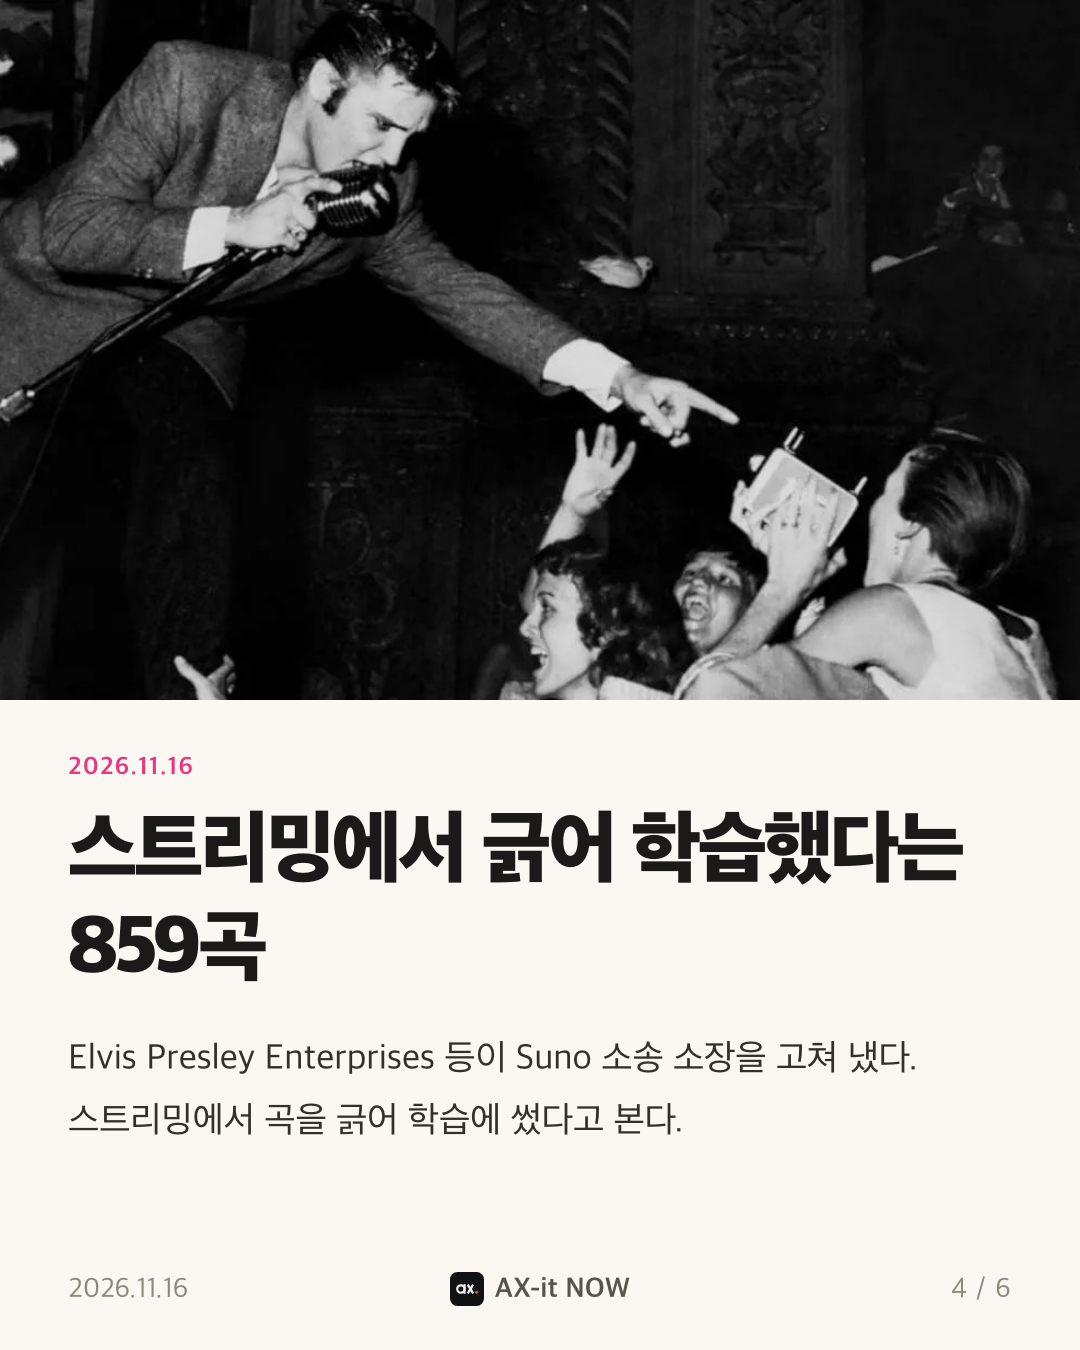 2026.11.16
스트리밍에서 긁어 학습했다는
859곡
Elvis Presley Enterprises 등이 Suno 소송 소장을 고쳐 냈다.
스트리밍에서 곡을 긁어 학습에 썼다고 본다.
2026.11.16
ax.
AX-it NOW
4 / 6